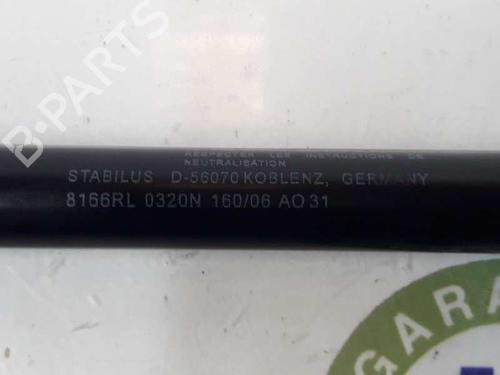 B-PARTS
RESPECTER LES INSTRUCTIONS DE
NEUTRALISATION
STABILUS D-56070 KOBLENZ, GERMANY
8166RL 0320N 160/06 AO31
GARA